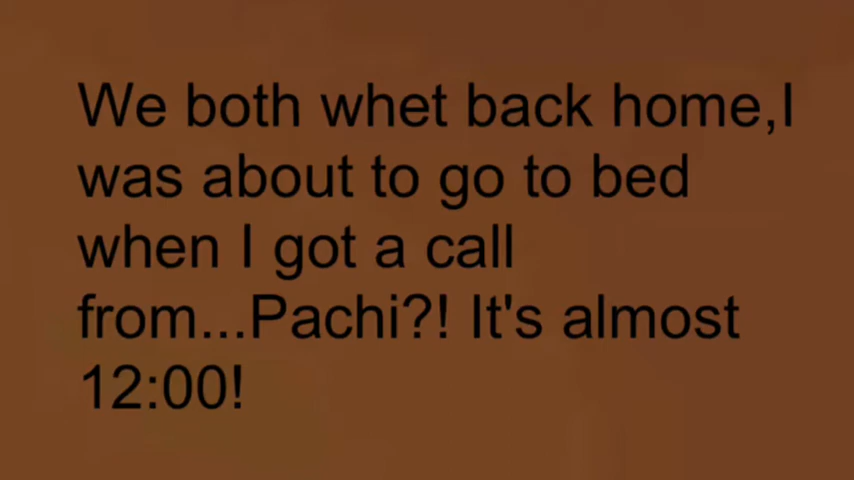 We both whet back home,I
was about to go to bed
when I got a call
from...Pachi?! It's almost
12:00!